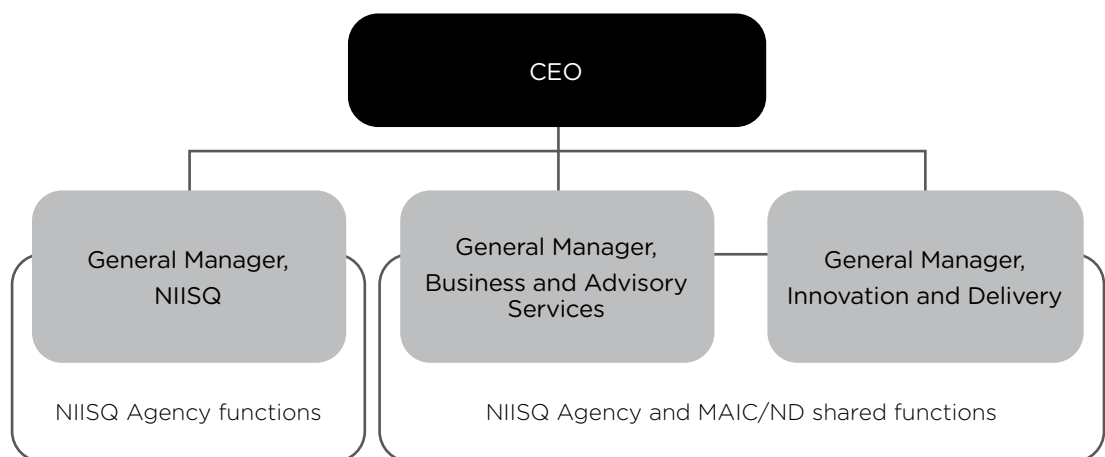 CEO
General Manager,
NIISQ
General Manager,
Business and Advisory
Services
General Manager,
Innovation and Delivery
NIISQ Agency functions
NIISQ Agency and MAIC/ND shared functions